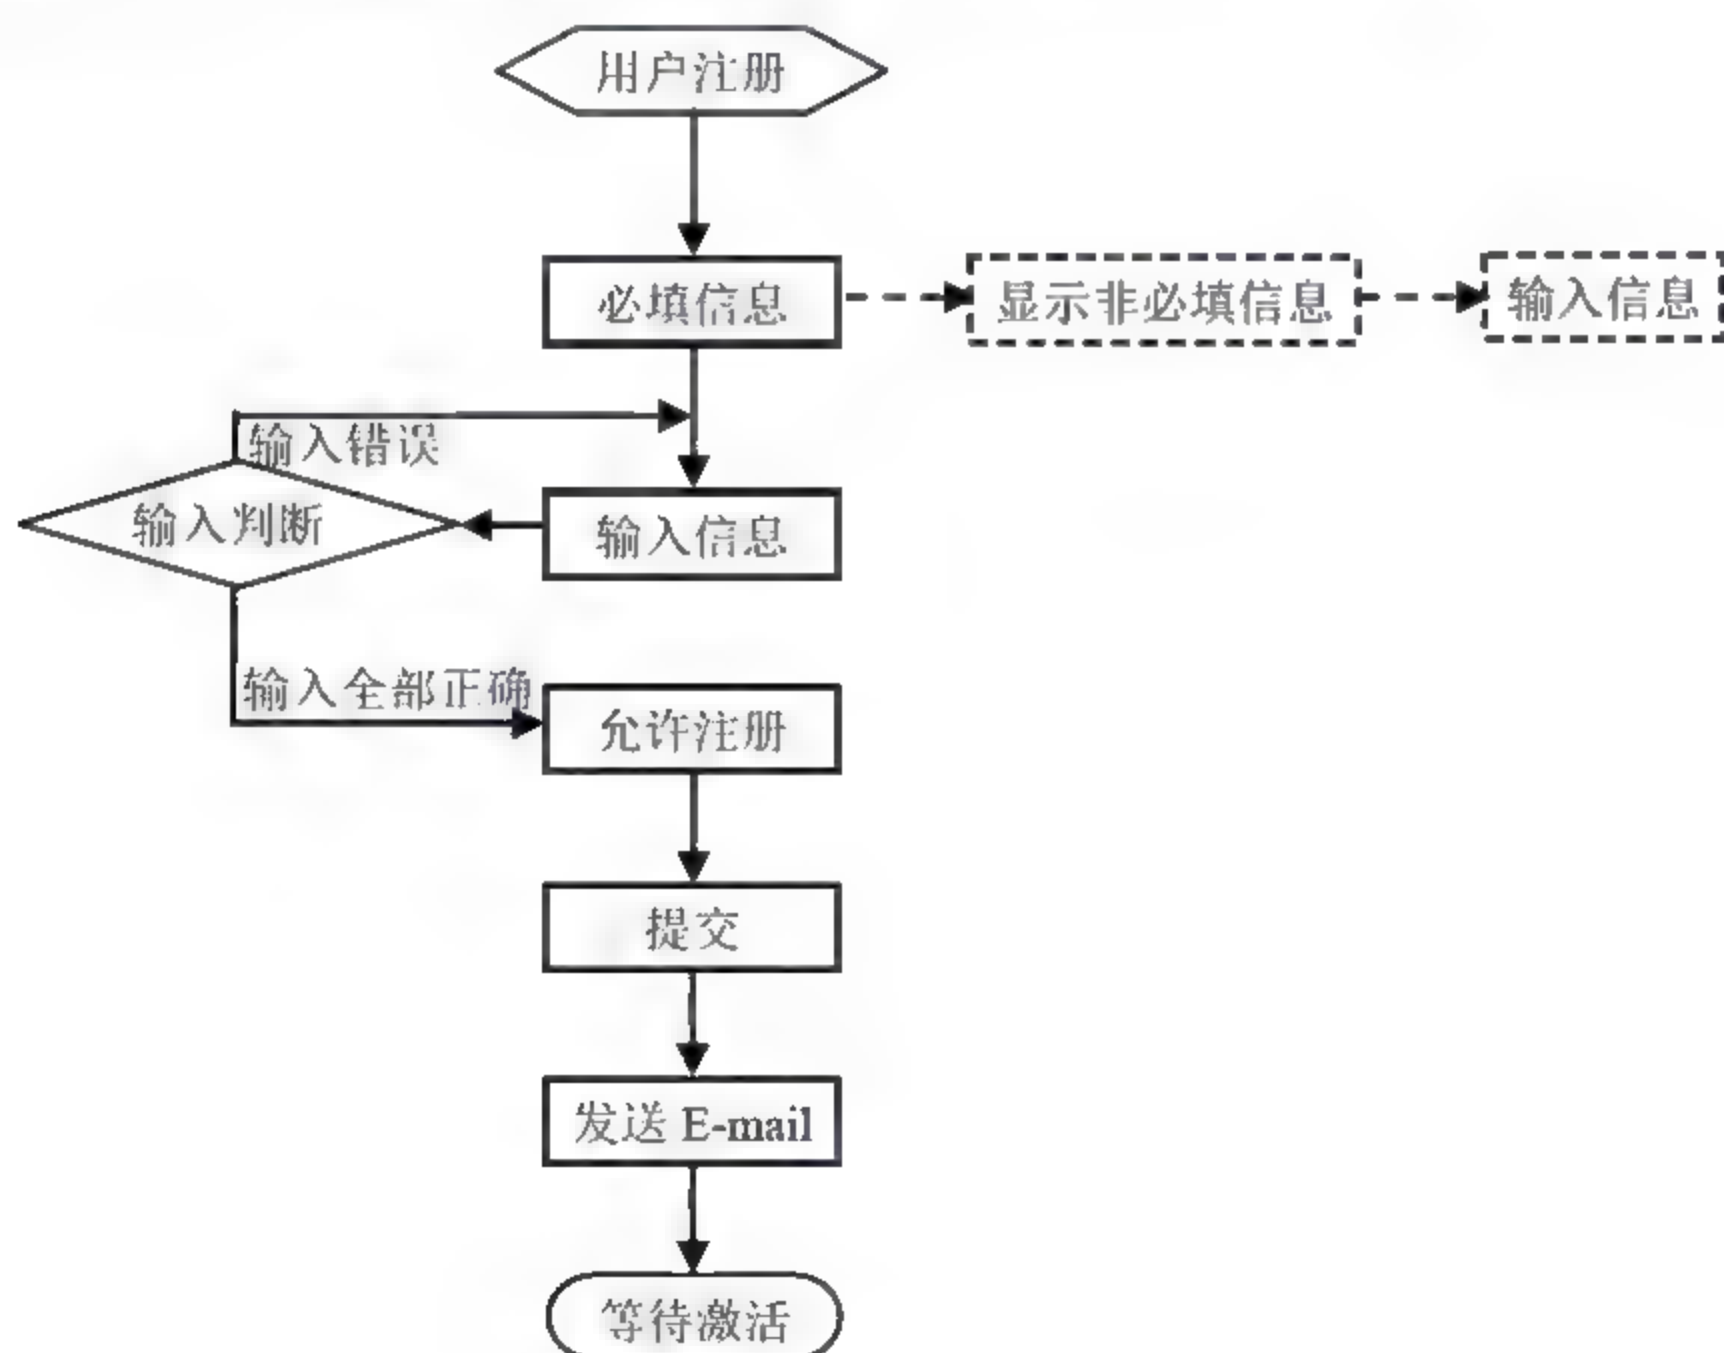 用户注册
必填信息
显示非必填信息
输入信息
输入错误
输入判断
输入信息
输入全部正确
允许注册
提交
发送 E-mail
等待激活